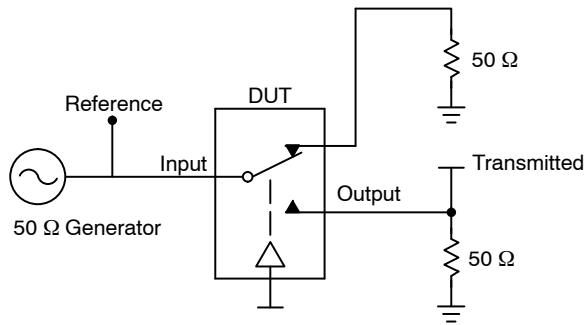 50 Ω
DUT
Reference
Input
Transmitted
Output
50 Ω Generator
50 Ω